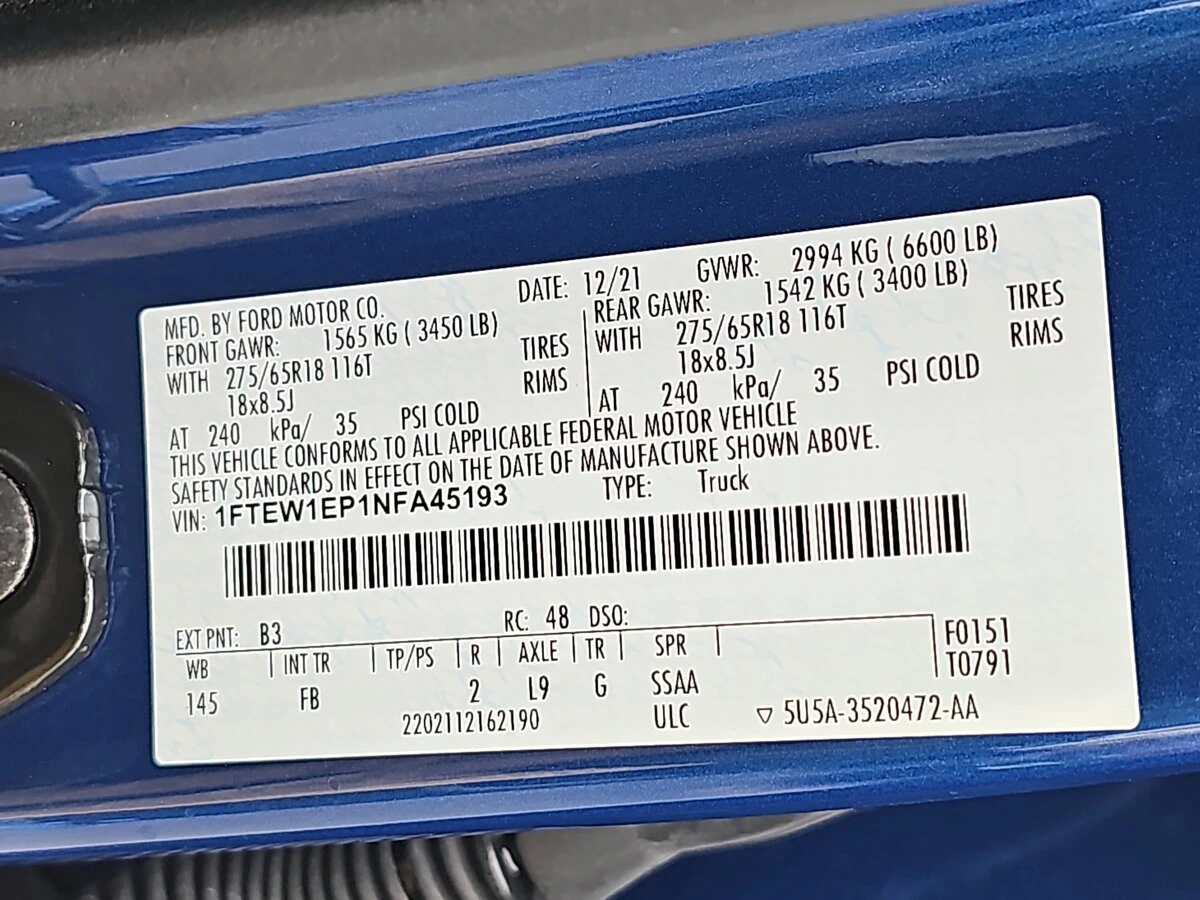 MFD. BY FORD MOTOR CO. DATE: 12/21 GVWR: 2994 KG ( 6600 LB)
FRONT GAWR: 1565 KG ( 3450 LB) REAR GAWR: 1542 KG ( 3400 LB)
WITH 275/65R18 116T TIRES WITH 275/65R18 116T TIRES
18x8.5J RIMS 18x8.5J RIMS
AT 240 kPa/ 35 PSI COLD AT 240 kPa/ 35 PSI COLD
THIS VEHICLE CONFORMS TO ALL APPLICABLE FEDERAL MOTOR VEHICLE
SAFETY STANDARDS IN EFFECT ON THE DATE OF MANUFACTURE SHOWN ABOVE.
VIN: 1FTEW1EP1NFA45193 TYPE: Truck
EXT PNT: B3 RC: 48 DSO:
WB INT TR TP/PS R AXLE TR SPR F0151
145 FB 2 L9 G SSAA T0791
2202112162190 ULC ▽ 5U5A-3520472-AA